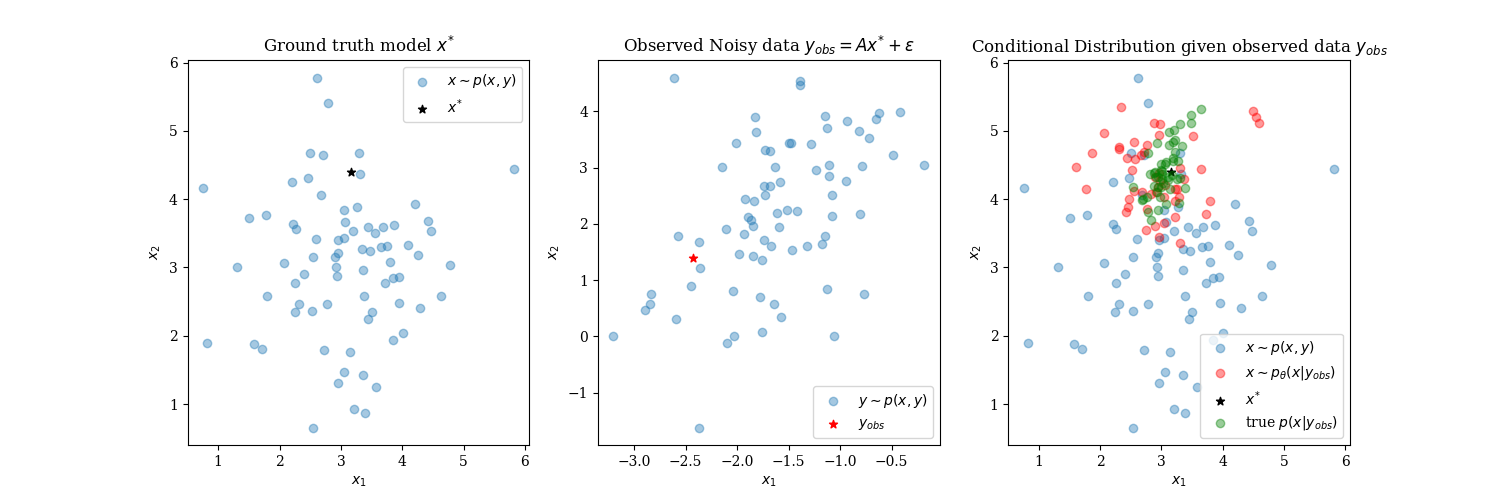 Ground truth model x*
Observed Noisy data y_obs = Ax* + ε
Conditional Distribution given observed data y_obs
x ~ p(x, y)
x*
6
5
4
3
2
1
x₂
1 2 3 4 5 6
x₁
4
3
2
1
0
−1
x₂
y ~ p(x, y)
y_obs
−3.0 −2.5 −2.0 −1.5 −1.0 −0.5
x₁
6
5
4
3
2
1
x₂
x ~ p(x, y)
x ~ p_θ(x|y_obs)
x*
true p(x|y_obs)
1 2 3 4 5 6
x₁